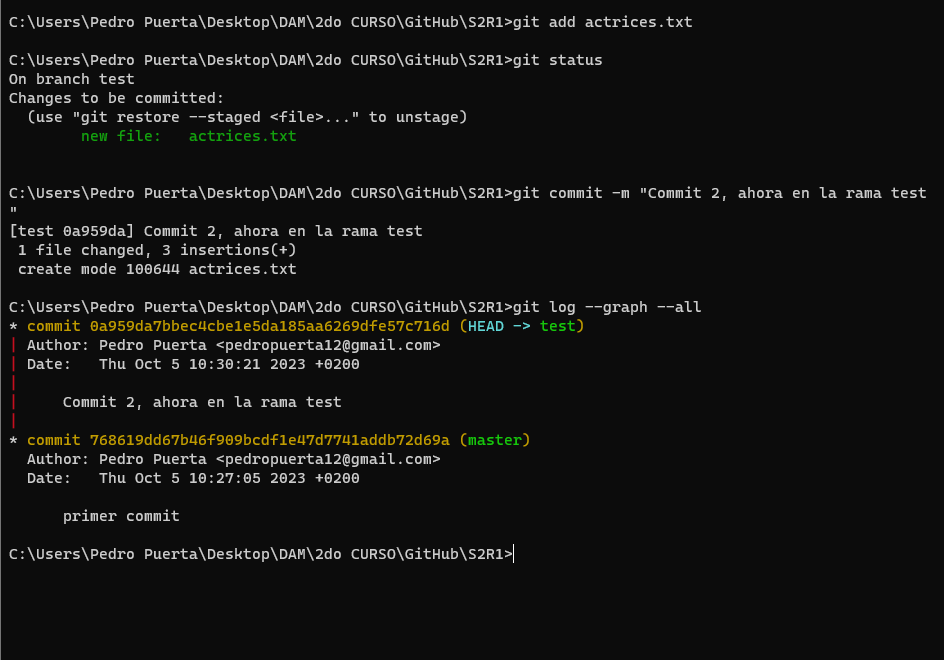 C:\Users\Pedro Puerta\Desktop\DAM\2do CURSO\GitHub\S2R1>git add actrices.txt
C:\Users\Pedro Puerta\Desktop\DAM\2do CURSO\GitHub\S2R1>git status
On branch test
Changes to be committed:
  (use "git restore --staged <file>..." to unstage)
        new file:   actrices.txt
C:\Users\Pedro Puerta\Desktop\DAM\2do CURSO\GitHub\S2R1>git commit -m "Commit 2, ahora en la rama test
"
[test 0a959da] Commit 2, ahora en la rama test
 1 file changed, 3 insertions(+)
 create mode 100644 actrices.txt
C:\Users\Pedro Puerta\Desktop\DAM\2do CURSO\GitHub\S2R1>git log --graph --all
* commit 0a959da7bbec4cbe1e5da185aa6269dfe57c716d (HEAD -> test)
| Author: Pedro Puerta <pedropuerta12@gmail.com>
| Date:   Thu Oct 5 10:30:21 2023 +0200
|
|     Commit 2, ahora en la rama test
|
* commit 768619dd67b46f909bcdf1e47d7741addb72d69a (master)
  Author: Pedro Puerta <pedropuerta12@gmail.com>
  Date:   Thu Oct 5 10:27:05 2023 +0200
      primer commit
C:\Users\Pedro Puerta\Desktop\DAM\2do CURSO\GitHub\S2R1>